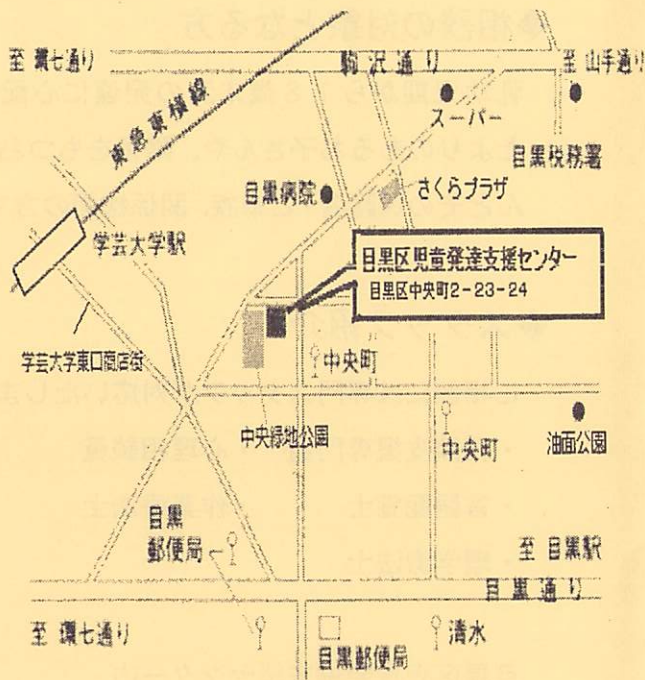 至 環七通り
駒沢通り
至 山手通り
スーパー
東急東横線
目黒税務署
目黒病院
さくらプラザ
学芸大学駅
目黒区児童発達支援センター
目黒区中央町2-23-24
学芸大学東口商店街
中央町
中央緑地公園
中央町
油面公園
目黒
郵便局
至 目黒駅
目黒通り
至 環七通り
清水
目黒郵便局